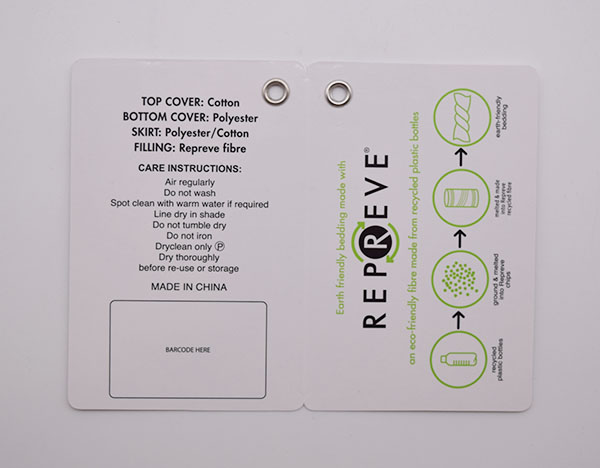 TOP COVER: Cotton
BOTTOM COVER: Polyester
SKIRT: Polyester/Cotton
FILLING: Repreve fibre
CARE INSTRUCTIONS:
Air regularly
Do not wash
Spot clean with warm water if required
Line dry in shade
Do not tumble dry
Do not iron
Dryclean only Ⓟ
Dry thoroughly
before re-use or storage
MADE IN CHINA
BARCODE HERE
Earth friendly bedding made with
REPREVE®
an eco-friendly fibre made from recycled plastic bottles
recycled
plastic bottles
ground & melted
into Repreve
chips
melted & made
into Repreve
recycled fibre
earth-friendly
bedding